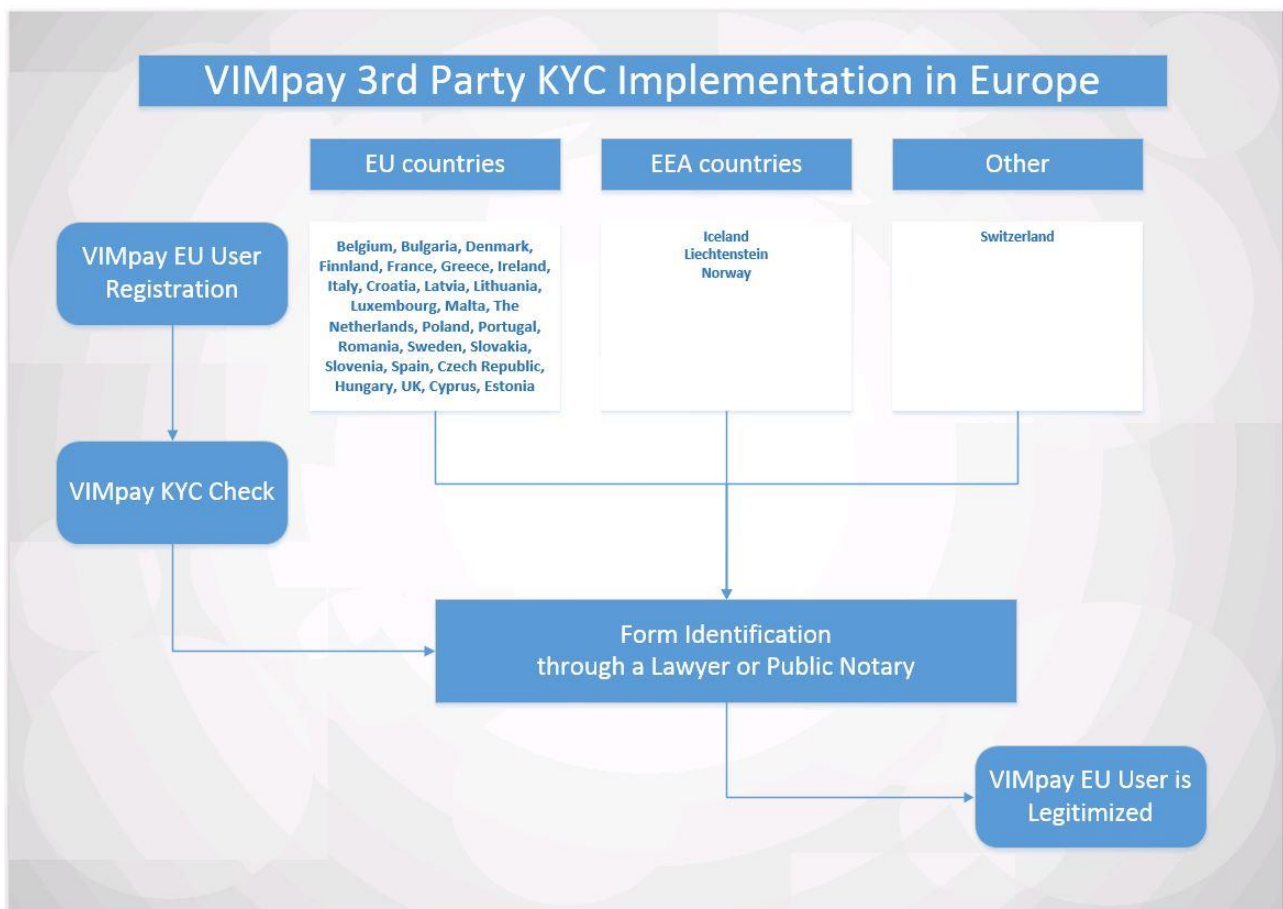 VIMpay 3rd Party KYC Implementation in Europe
EU countries
EEA countries
Other
VIMpay EU User
Registration
Belgium, Bulgaria, Denmark,
Finnland, France, Greece, Ireland,
Italy, Croatia, Latvia, Lithuania,
Luxembourg, Malta, The
Netherlands, Poland, Portugal,
Romania, Sweden, Slovakia,
Slovenia, Spain, Czech Republic,
Hungary, UK, Cyprus, Estonia
Iceland
Liechtenstein
Norway
Switzerland
VIMpay KYC Check
Form Identification
through a Lawyer or Public Notary
VIMpay EU User is
Legitimized